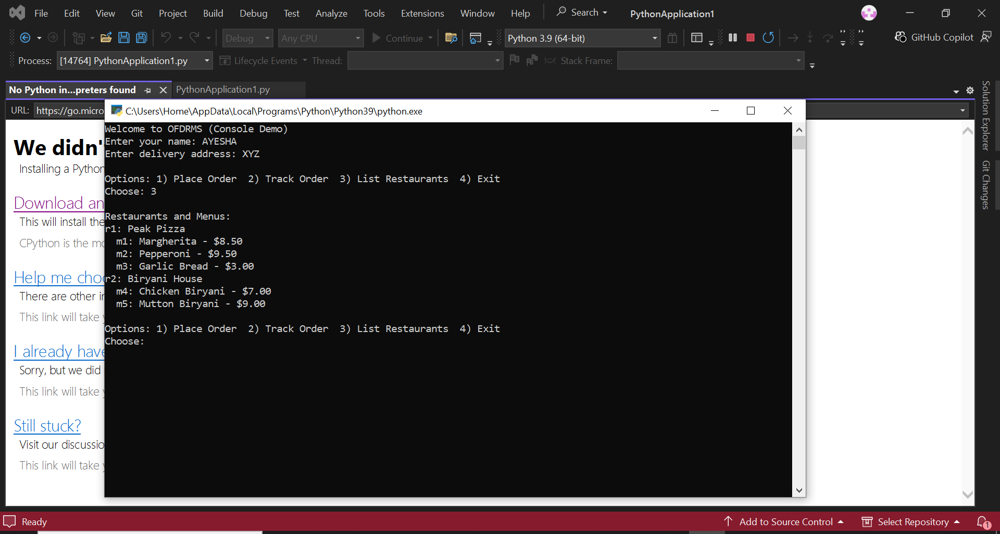 File Edit View Git Project Build Debug Test Analyze Tools Extensions Window Help Search PythonApplication1
Debug Any CPU Continue Python 3.9 (64-bit) GitHub Copilot
Process: [14764] PythonApplication1.py Lifecycle Events Thread: Stack Frame:
No Python in...preters found PythonApplication1.py
URL: https://go.micro
C:\Users\Home\AppData\Local\Programs\Python\Python39\python.exe
Welcome to OFDRMS (Console Demo)
Enter your name: AYESHA
Enter delivery address: XYZ
Options: 1) Place Order 2) Track Order 3) List Restaurants 4) Exit
Choose: 3
Restaurants and Menus:
r1: Peak Pizza
m1: Margherita - $8.50
m2: Pepperoni - $9.50
m3: Garlic Bread - $3.00
r2: Biryani House
m4: Chicken Biryani - $7.00
m5: Mutton Biryani - $9.00
Options: 1) Place Order 2) Track Order 3) List Restaurants 4) Exit
Choose:
We didn'
Installing a Python
Download an
This will install the
CPython is the mo
Help me choo
There are other in
This link will take
I already have
Sorry, but we did
This link will take
Still stuck?
Visit our discussio
This link will take
Solution Explorer
Git Changes
Ready Add to Source Control Select Repository 1